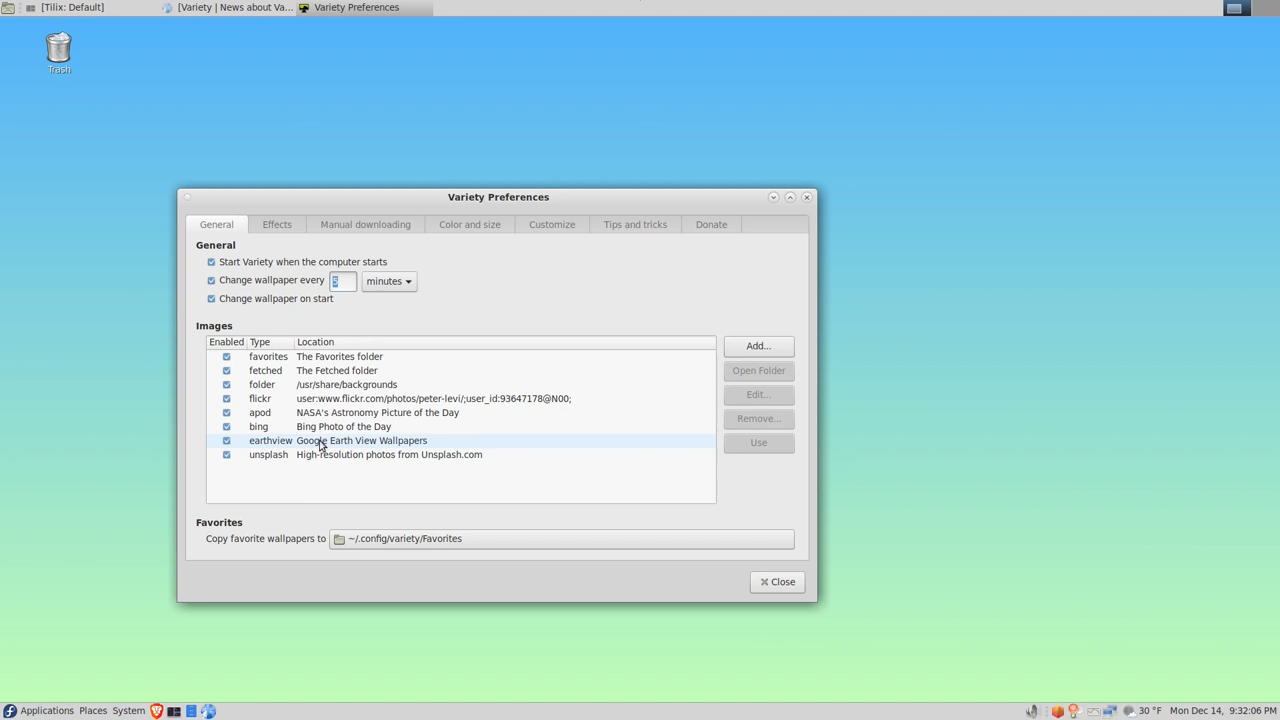 [Tilix: Default]
[Variety | News about Va...
Variety Preferences
Trash
Variety Preferences
General
Effects
Manual downloading
Color and size
Customize
Tips and tricks
Donate
General
Start Variety when the computer starts
Change wallpaper every 5 minutes
Change wallpaper on start
Images
Enabled Type Location
favorites The Favorites folder
fetched The Fetched folder
folder /usr/share/backgrounds
flickr user:www.flickr.com/photos/peter-levi/;user_id:93647178@N00;
apod NASA's Astronomy Picture of the Day
bing Bing Photo of the Day
earthview Google Earth View Wallpapers
unsplash High-resolution photos from Unsplash.com
Add...
Open Folder
Edit...
Remove...
Use
Favorites
Copy favorite wallpapers to ~/.config/variety/Favorites
Close
Applications Places System
30 °F Mon Dec 14, 9:32:06 PM